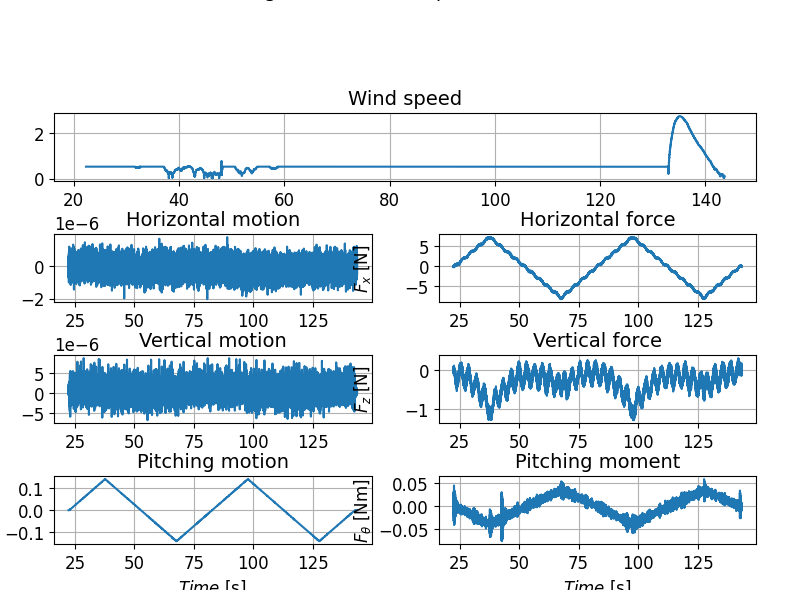 Wind speed
2
0
20 40 60 80 100 120 140
1e−6
Horizontal motion
0
−2
25 50 75 100 125
Horizontal force
F_x [N]
5
0
−5
25 50 75 100 125
1e−6
Vertical motion
5
0
−5
25 50 75 100 125
Vertical force
F_z [N]
0
−1
25 50 75 100 125
Pitching motion
0.1
0.0
−0.1
25 50 75 100 125
Time [s]
Pitching moment
F_θ [Nm]
0.05
0.00
−0.05
25 50 75 100 125
Time [s]